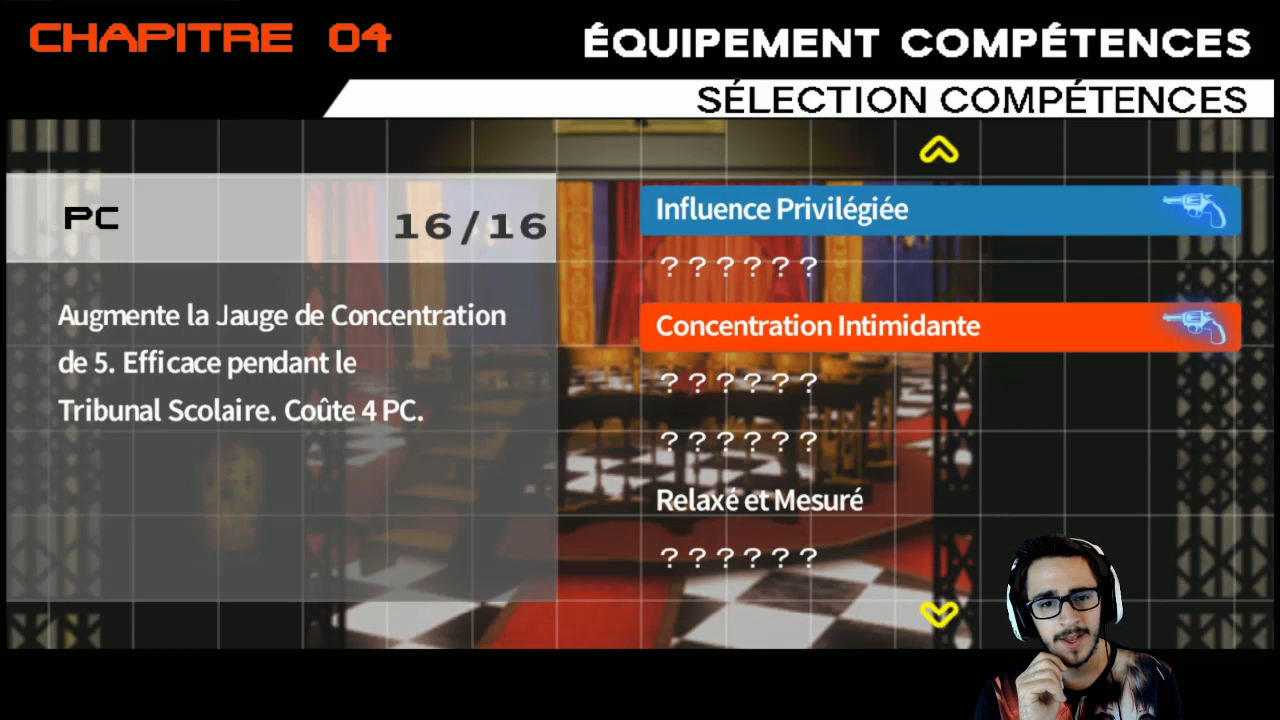 CHAPITRE 04
ÉQUIPEMENT COMPÉTENCES
SÉLECTION COMPÉTENCES
PC 16/16
Augmente la Jauge de Concentration
de 5. Efficace pendant le
Tribunal Scolaire. Coûte 4 PC.
Influence Privilégiée
??????
Concentration Intimidante
??????
??????
Relaxé et Mesuré
??????